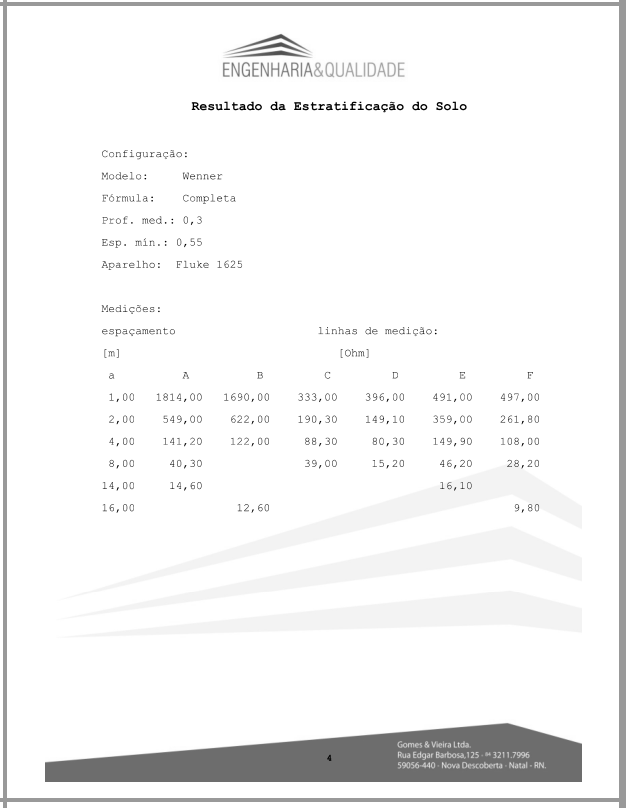 ENGENHARIA&QUALIDADE
Resultado da Estratificação do Solo
Configuração:
Modelo: Wenner
Fórmula: Completa
Prof. med.: 0,3
Esp. mín.: 0,55
Aparelho: Fluke 1625
Medições:
espaçamento linhas de medição:
[m] [Ohm]
a A B C D E F
1,00 1814,00 1690,00 333,00 396,00 491,00 497,00
2,00 549,00 622,00 190,30 149,10 359,00 261,80
4,00 141,20 122,00 88,30 80,30 149,90 108,00
8,00 40,30 39,00 15,20 46,20 28,20
14,00 14,60 16,10
16,00 12,60 9,80
4
Gomes & Vieira Ltda.
Rua Edgar Barbosa,125 - 84 3211.7996
59056-440 - Nova Descoberta - Natal - RN.